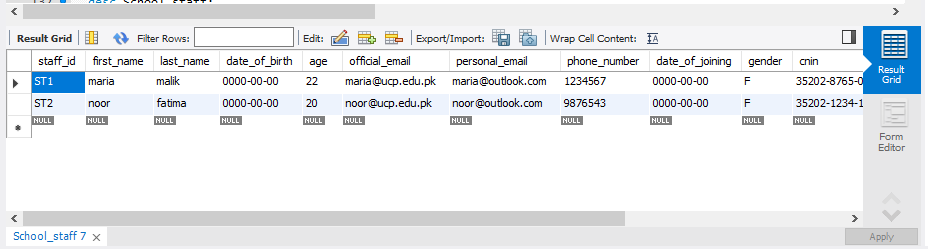 desc School_staff;
Result Grid Filter Rows: Edit: Export/Import: Wrap Cell Content:
staff_id first_name last_name date_of_birth age official_email personal_email phone_number date_of_joining gender cnin
ST1 maria malik 0000-00-00 22 maria@ucp.edu.pk maria@outlook.com 1234567 0000-00-00 F 35202-8765-0
ST2 noor fatima 0000-00-00 20 noor@ucp.edu.pk noor@outlook.com 9876543 0000-00-00 F 35202-1234-1
NULL NULL NULL NULL NULL NULL NULL NULL NULL NULL NULL
Result
Grid
Form
Editor
School_staff 7
Apply